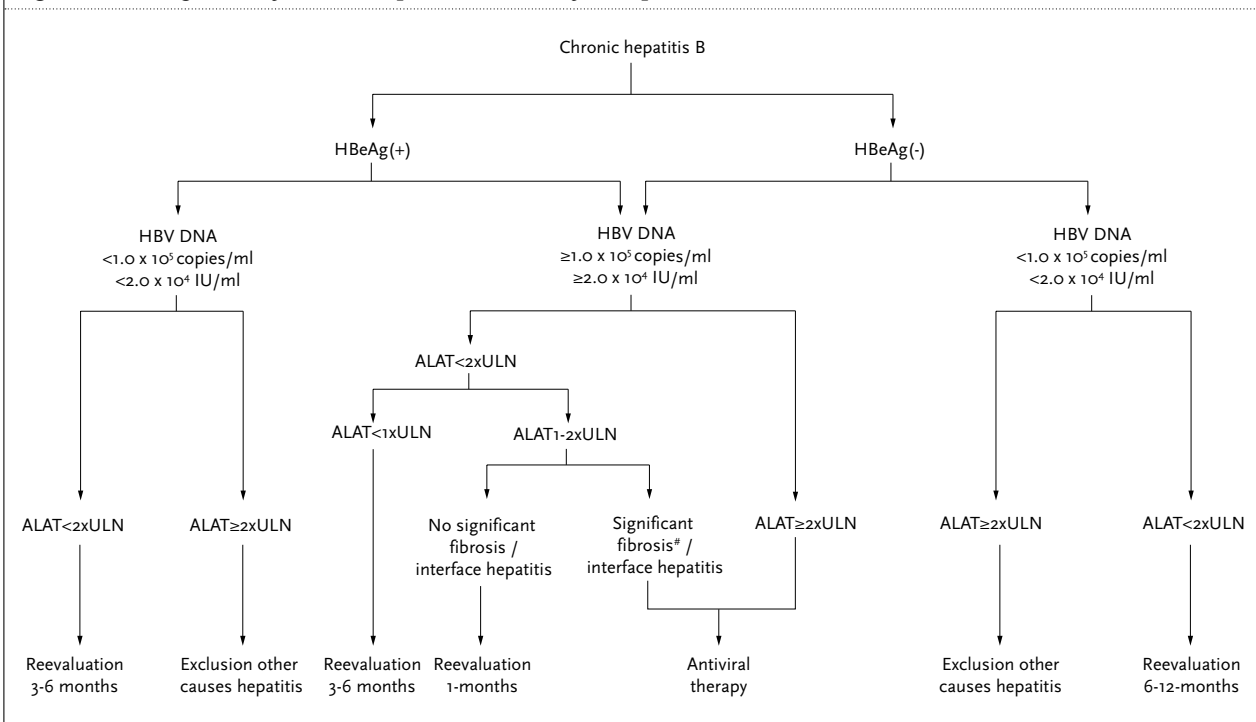 Chronic hepatitis B
HBeAg(+)
HBeAg(-)
HBV DNA
<1.0 x 10⁵ copies/ml
<2.0 x 10⁴ IU/ml
HBV DNA
≥1.0 x 10⁵ copies/ml
≥2.0 x 10⁴ IU/ml
HBV DNA
<1.0 x 10⁵ copies/ml
<2.0 x 10⁴ IU/ml
ALAT<2xULN
ALAT<1xULN
ALAT1-2xULN
ALAT<2xULN
ALAT≥2xULN
No significant
fibrosis /
interface hepatitis
Significant
fibrosis# /
interface hepatitis
ALAT≥2xULN
ALAT≥2xULN
ALAT<2xULN
Reevaluation
3-6 months
Exclusion other
causes hepatitis
Reevaluation
3-6 months
Reevaluation
1-months
Antiviral
therapy
Exclusion other
causes hepatitis
Reevaluation
6-12-months